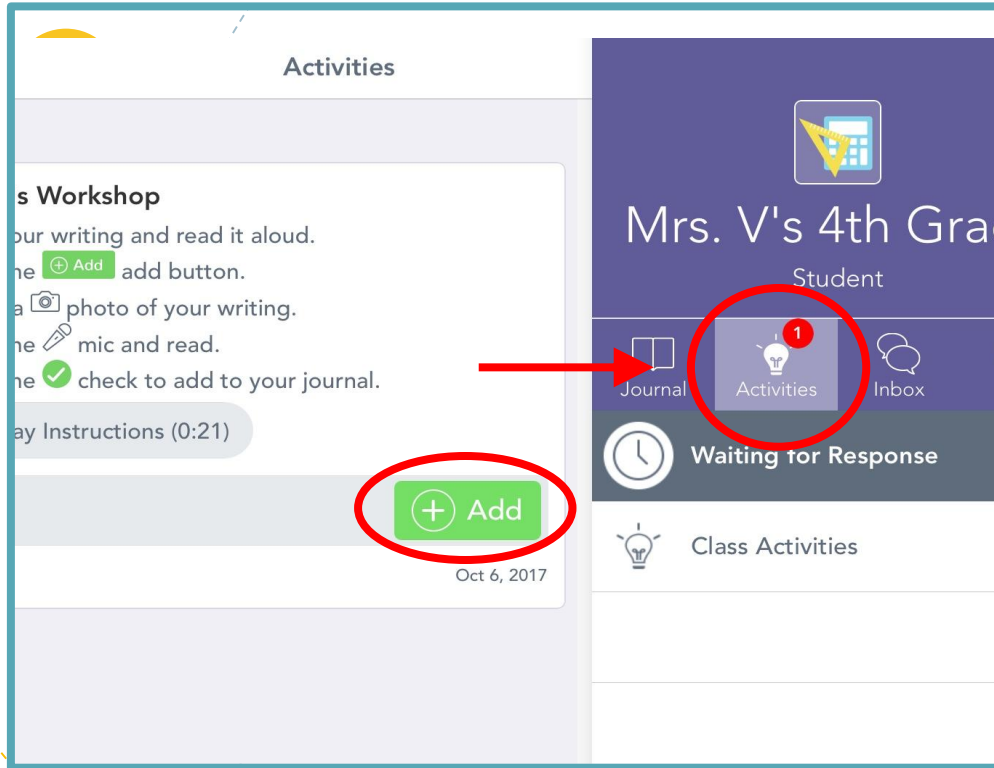 Activities
s Workshop
our writing and read it aloud.
he Add add button.
a photo of your writing.
he mic and read.
he check to add to your journal.
ay Instructions (0:21)
Add
Oct 6, 2017
Mrs. V's 4th Gra
Student
1
Journal Activities Inbox
Waiting for Response
Class Activities